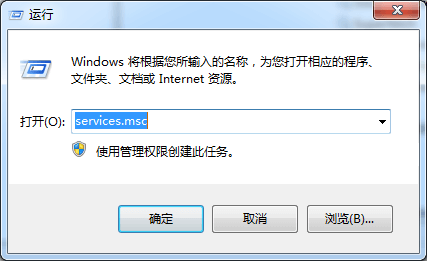 运行
Windows 将根据您所输入的名称，为您打开相应的程序、
文件夹、文档或 Internet 资源。
打开(O): services.msc
使用管理权限创建此任务。
确定 取消 浏览(B)...